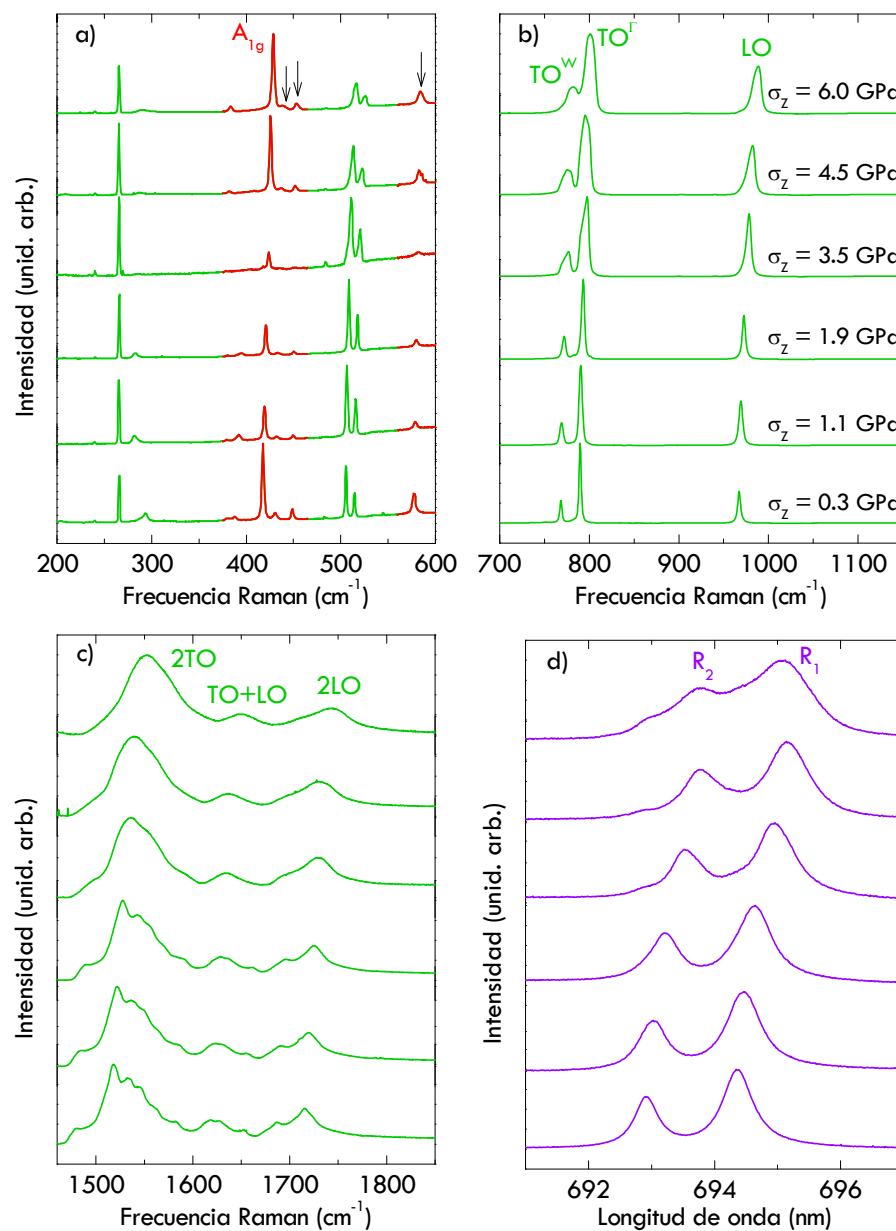 a)
A1g
Intensidad (unid. arb.)
200 300 400 500 600
Frecuencia Raman (cm-1)
b)
TOW
TOΓ
LO
σZ = 6.0 GPa
σZ = 4.5 GPa
σZ = 3.5 GPa
σZ = 1.9 GPa
σZ = 1.1 GPa
σZ = 0.3 GPa
700 800 900 1000 1100
Frecuencia Raman (cm-1)
c)
2TO
TO+LO
2LO
Intensidad (unid. arb.)
1500 1600 1700 1800
Frecuencia Raman (cm-1)
d)
R2
R1
Intensidad (unid. arb.)
692 694 696
Longitud de onda (nm)